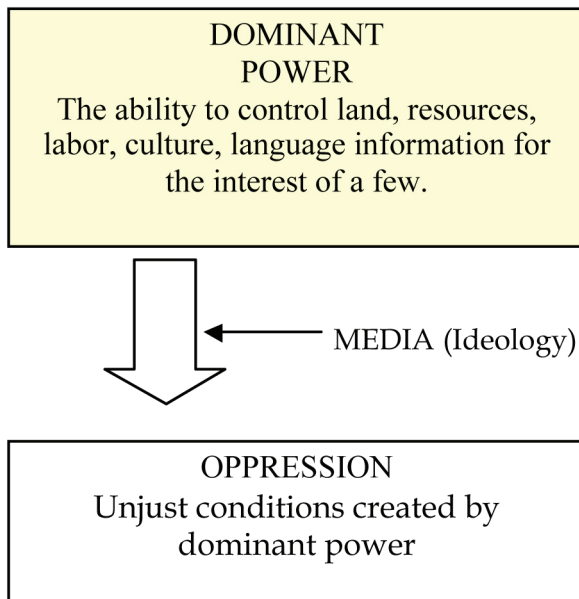 DOMINANT
POWER
The ability to control land, resources,
labor, culture, language information for
the interest of a few.
MEDIA (Ideology)
OPPRESSION
Unjust conditions created by
dominant power